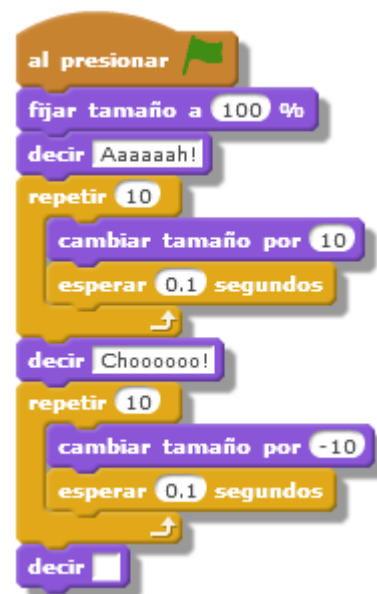 al presionar
fijar tamaño a 100 %
decir Aaaaaah!
repetir 10
cambiar tamaño por 10
esperar 0.1 segundos
decir Choooooo!
repetir 10
cambiar tamaño por -10
esperar 0.1 segundos
decir